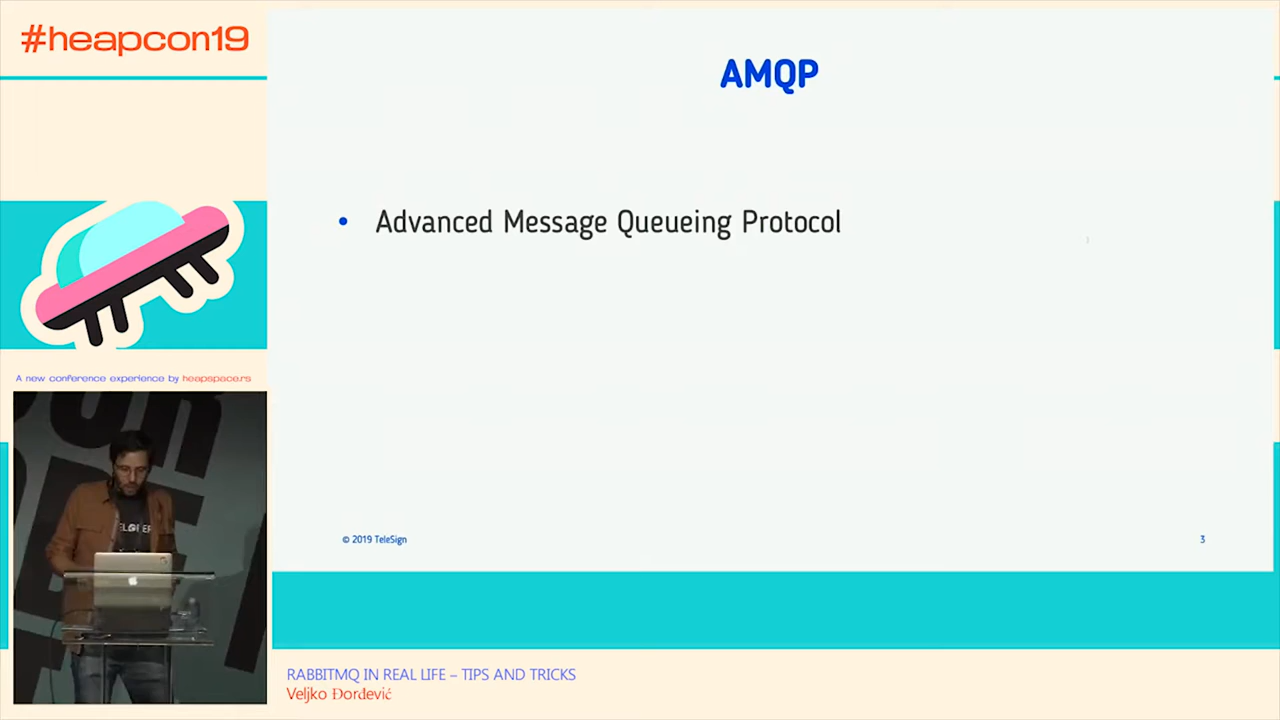 #heapcon19
AMQP
• Advanced Message Queueing Protocol
A new conference experience by heapspace.rs
© 2019 TeleSign
3
RABBITMQ IN REAL LIFE – TIPS AND TRICKS
Veljko Đorđević